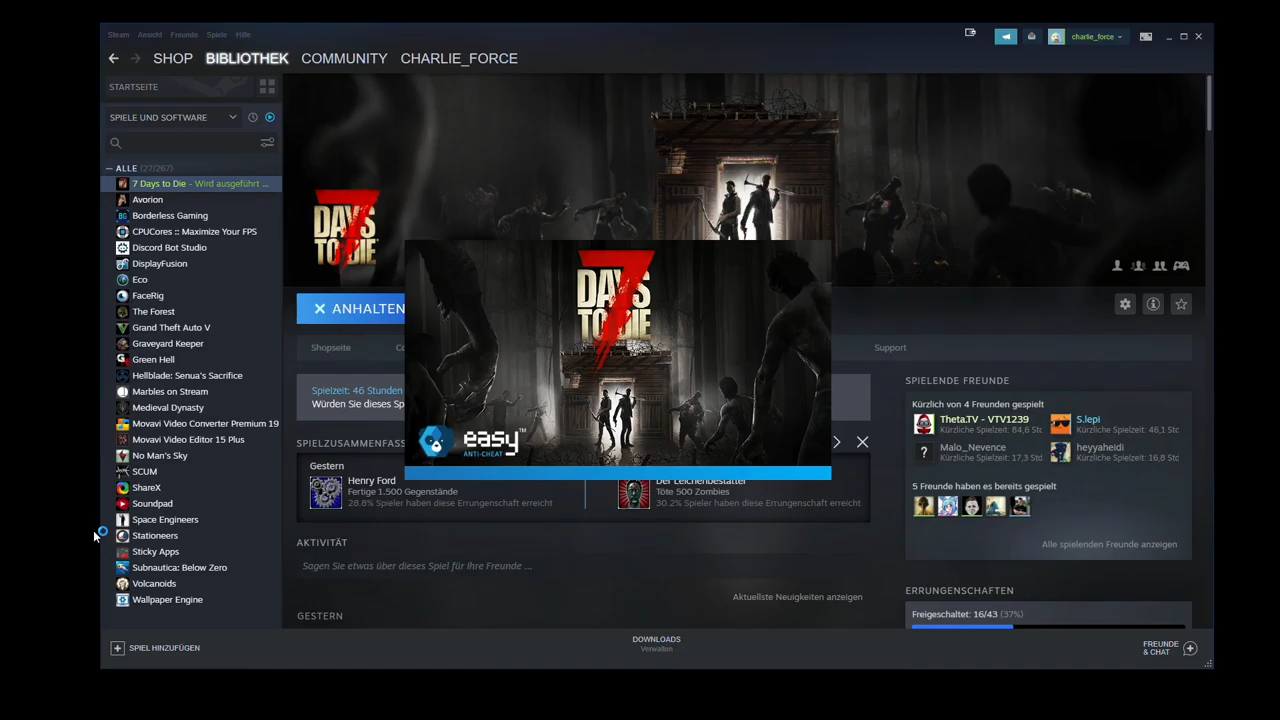 Steam Ansicht Freunde Spiele Hilfe
charlie_force
SHOP BIBLIOTHEK COMMUNITY CHARLIE_FORCE
STARTSEITE
SPIELE UND SOFTWARE
ALLE (27/267)
7 Days to Die - Wird ausgeführt ...
Avorion
Borderless Gaming
CPUCores :: Maximize Your FPS
Discord Bot Studio
DisplayFusion
Eco
FaceRig
The Forest
Grand Theft Auto V
Graveyard Keeper
Green Hell
Hellblade: Senua's Sacrifice
Marbles on Stream
Medieval Dynasty
Movavi Video Converter Premium 19
Movavi Video Editor 15 Plus
No Man's Sky
SCUM
ShareX
Soundpad
Space Engineers
Stationeers
Sticky Apps
Subnautica: Below Zero
Volcanoids
Wallpaper Engine
SPIEL HINZUFÜGEN
7
DAYS
TO DIE
ANHALTEN
Shopseite
Support
Spielzeit: 46 Stunden
Würden Sie dieses Sp
7
DAYS
TO DIE
easy™
ANTI-CHEAT
SPIELZUSAMMENFASS
Gestern
Henry Ford
Fertige 1.500 Gegenstände
28.8% Spieler haben diese Errungenschaft erreicht
Der Leichenbestatter
Töte 500 Zombies
30.2% Spieler haben diese Errungenschaft erreicht
AKTIVITÄT
Sagen Sie etwas über dieses Spiel für Ihre Freunde ...
Aktuellste Neuigkeiten anzeigen
GESTERN
SPIELENDE FREUNDE
Kürzlich von 4 Freunden gespielt
Theta.TV - VTV1239
Kürzliche Spielzeit: 84,6 Stc
S.lepi
Kürzliche Spielzeit: 46,1 Stc
Malo_Nevence
Kürzliche Spielzeit: 17,3 Stc
heyyaheidi
Kürzliche Spielzeit: 16,8 Stc
5 Freunde haben es bereits gespielt
Alle spielenden Freunde anzeigen
ERRUNGENSCHAFTEN
Freigeschaltet: 16/43 (37%)
DOWNLOADS
Verwalten
FREUNDE
& CHAT